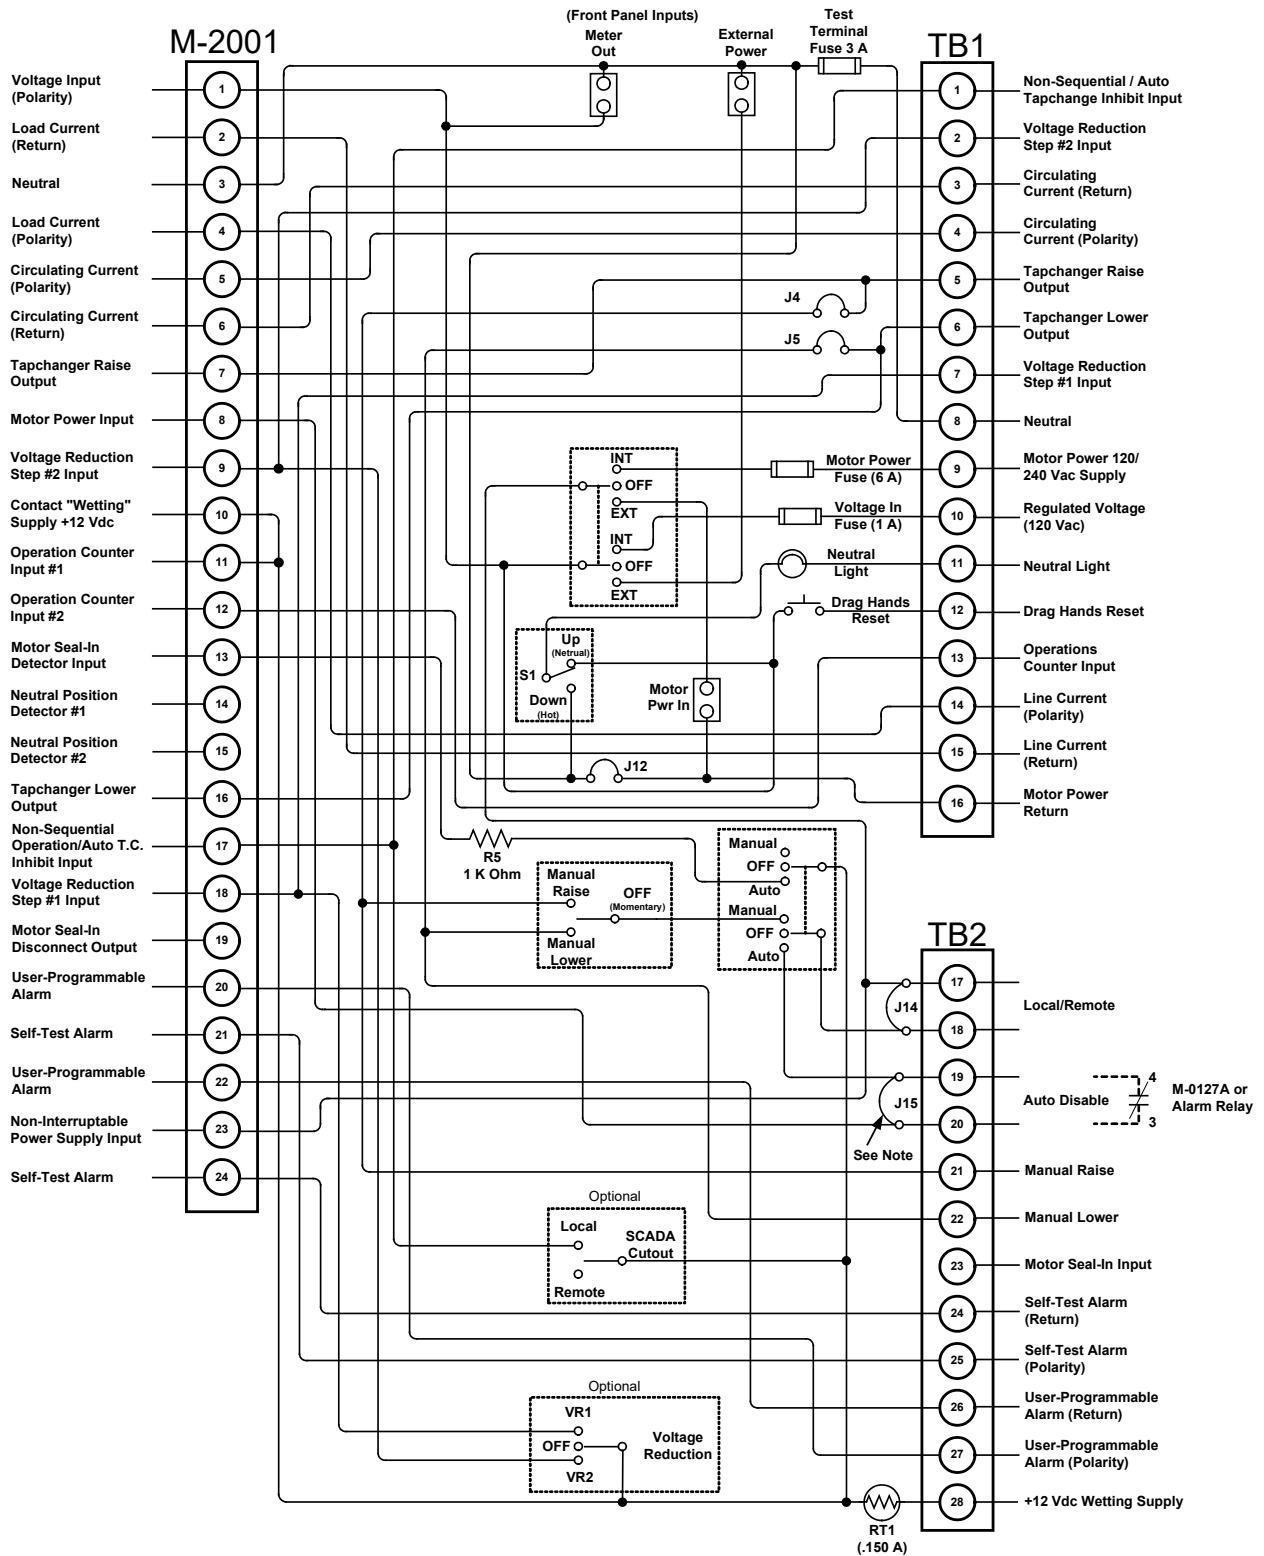 (Front Panel Inputs)
Meter
Out
External
Power
Test
Terminal
Fuse 3 A
M-2001
TB1
Voltage Input
(Polarity)
1
Load Current
(Return)
2
Neutral
3
Load Current
(Polarity)
4
Circulating Current
(Polarity)
5
Circulating Current
(Return)
6
Tapchanger Raise
Output
7
Motor Power Input
8
Voltage Reduction
Step #2 Input
9
Contact "Wetting"
Supply +12 Vdc
10
Operation Counter
Input #1
11
Operation Counter
Input #2
12
Motor Seal-In
Detector Input
13
Neutral Position
Detector #1
14
Neutral Position
Detector #2
15
Tapchanger Lower
Output
16
Non-Sequential
Operation/Auto T.C.
Inhibit Input
17
Voltage Reduction
Step #1 Input
18
Motor Seal-In
Disconnect Output
19
User-Programmable
Alarm
20
Self-Test Alarm
21
User-Programmable
Alarm
22
Non-Interruptable
Power Supply Input
23
Self-Test Alarm
24
J4
J5
INT
OFF
EXT
INT
OFF
EXT
Motor Power
Fuse (6 A)
Voltage In
Fuse (1 A)
Neutral
Light
Drag Hands
Reset
Up
(Netrual)
S1
Down
(Hot)
Motor
Pwr In
J12
R5
1 K Ohm
Manual
Raise
OFF
(Momentary)
Manual
Lower
Manual
OFF
Auto
Manual
OFF
Auto
J14
J15
See Note
Optional
Local
SCADA
Cutout
Remote
Optional
VR1
OFF
VR2
Voltage
Reduction
RT1
(.150 A)
1
Non-Sequential / Auto
Tapchange Inhibit Input
2
Voltage Reduction
Step #2 Input
3
Circulating
Current (Return)
4
Circulating
Current (Polarity)
5
Tapchanger Raise
Output
6
Tapchanger Lower
Output
7
Voltage Reduction
Step #1 Input
8
Neutral
9
Motor Power 120/
240 Vac Supply
10
Regulated Voltage
(120 Vac)
11
Neutral Light
12
Drag Hands Reset
13
Operations
Counter Input
14
Line Current
(Polarity)
15
Line Current
(Return)
16
Motor Power
Return
TB2
17
Local/Remote
18
19
Auto Disable
20
4
3
M-0127A or
Alarm Relay
21
Manual Raise
22
Manual Lower
23
Motor Seal-In Input
24
Self-Test Alarm
(Return)
25
Self-Test Alarm
(Polarity)
26
User-Programmable
Alarm (Return)
27
User-Programmable
Alarm (Polarity)
28
+12 Vdc Wetting Supply